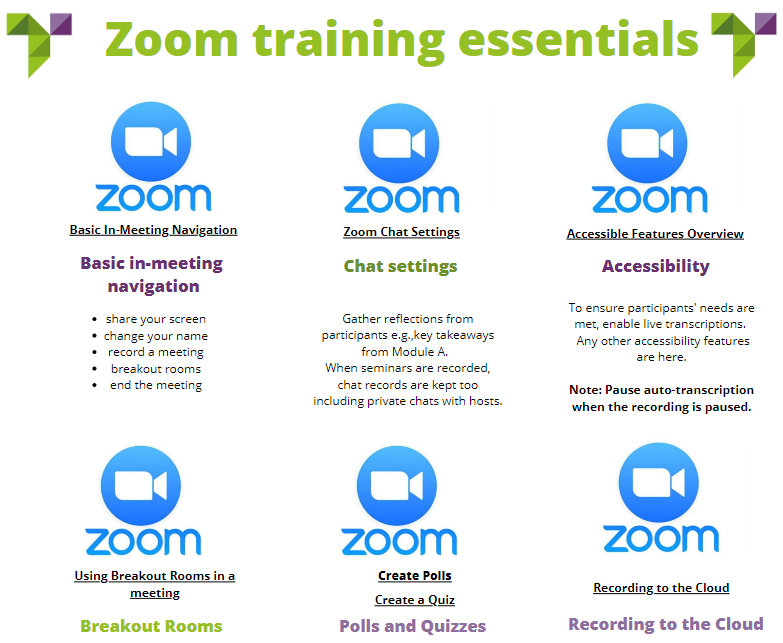 Zoom training essentials
zoom
Basic In-Meeting Navigation
Basic in-meeting
navigation
• share your screen
• change your name
• record a meeting
• breakout rooms
• end the meeting
zoom
Zoom Chat Settings
Chat settings
Gather reflections from
participants e.g.,key takeaways
from Module A.
When seminars are recorded,
chat records are kept too
including private chats with hosts.
zoom
Accessible Features Overview
Accessibility
To ensure participants' needs are
met, enable live transcriptions.
Any other accessibility features
are here.
Note: Pause auto-transcription
when the recording is paused.
zoom
Using Breakout Rooms in a
meeting
Breakout Rooms
zoom
Create Polls
Create a Quiz
Polls and Quizzes
zoom
Recording to the Cloud
Recording to the Cloud